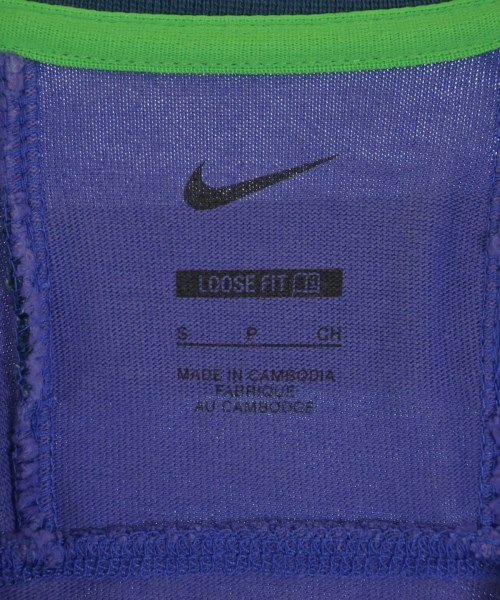 LOOSE FIT
S P CH
MADE IN CAMBODIA
FABRIQUE
AU CAMBODGE